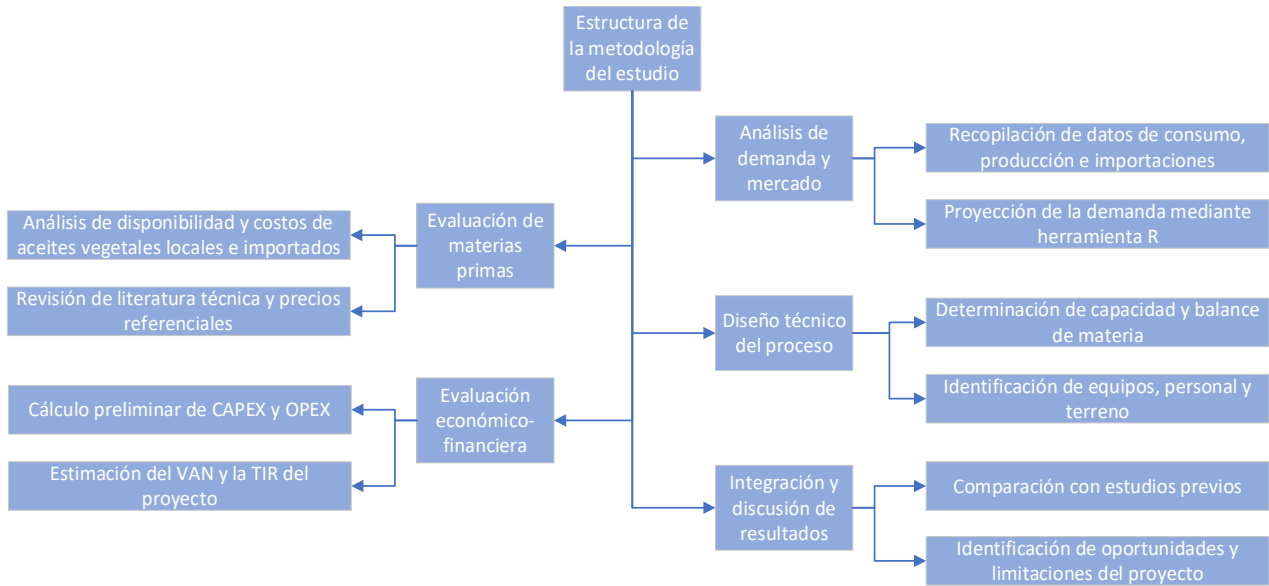 Estructura de
la metodología
del estudio
Análisis de
demanda y
mercado
Recopilación de datos de consumo,
producción e importaciones
Proyección de la demanda mediante
herramienta R
Evaluación de
materias
primas
Análisis de disponibilidad y costos de
aceites vegetales locales e importados
Revisión de literatura técnica y precios
referenciales
Diseño técnico
del proceso
Determinación de capacidad y balance
de materia
Identificación de equipos, personal y
terreno
Evaluación
económico-
financiera
Cálculo preliminar de CAPEX y OPEX
Estimación del VAN y la TIR del
proyecto
Integración y
discusión de
resultados
Comparación con estudios previos
Identificación de oportunidades y
limitaciones del proyecto